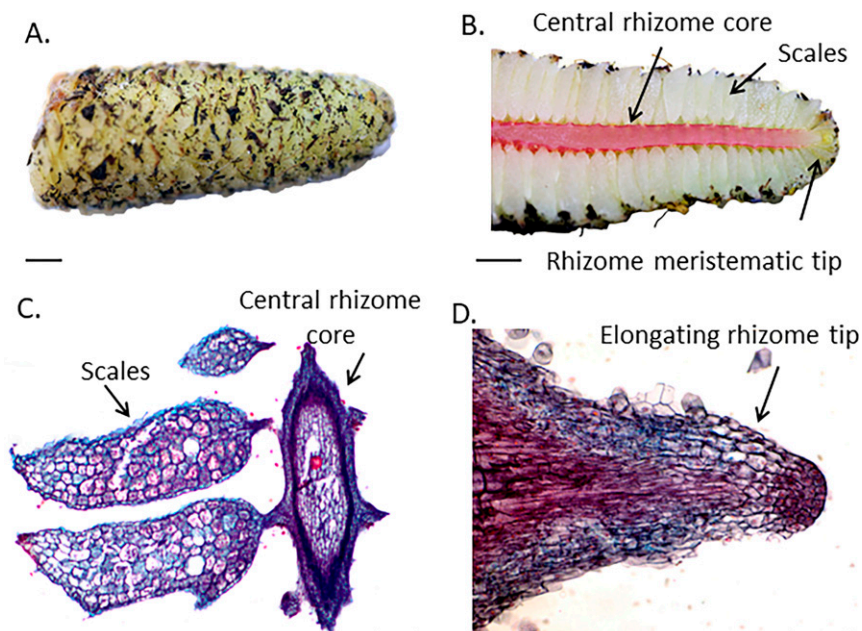 A.
B.
Central rhizome core
Scales
Rhizome meristematic tip
C.
Central rhizome
core
Scales
D.
Elongating rhizome tip